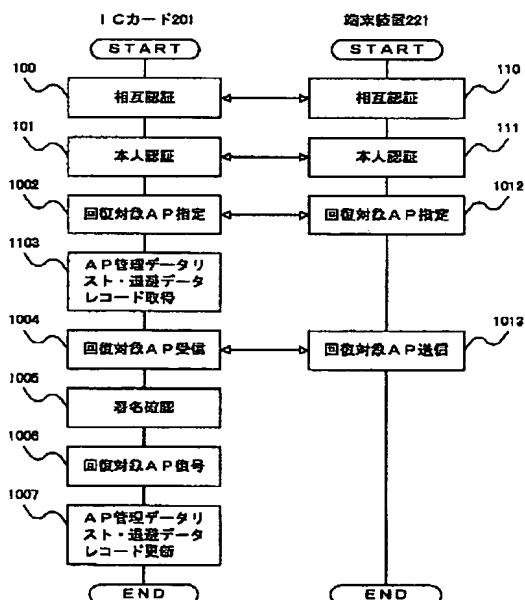 ICカード201
端末装置221
START
START
100
相互認証
相互認証
110
101
本人認証
本人認証
111
1002
回復対象AP指定
回復対象AP指定
1012
1103
AP管理データリ
スト・退避データ
レコード取得
1004
回復対象AP受信
回復対象AP送信
1013
1005
署名確認
1006
回復対象AP復号
1007
AP管理データリ
スト・退避データ
レコード更新
END
END